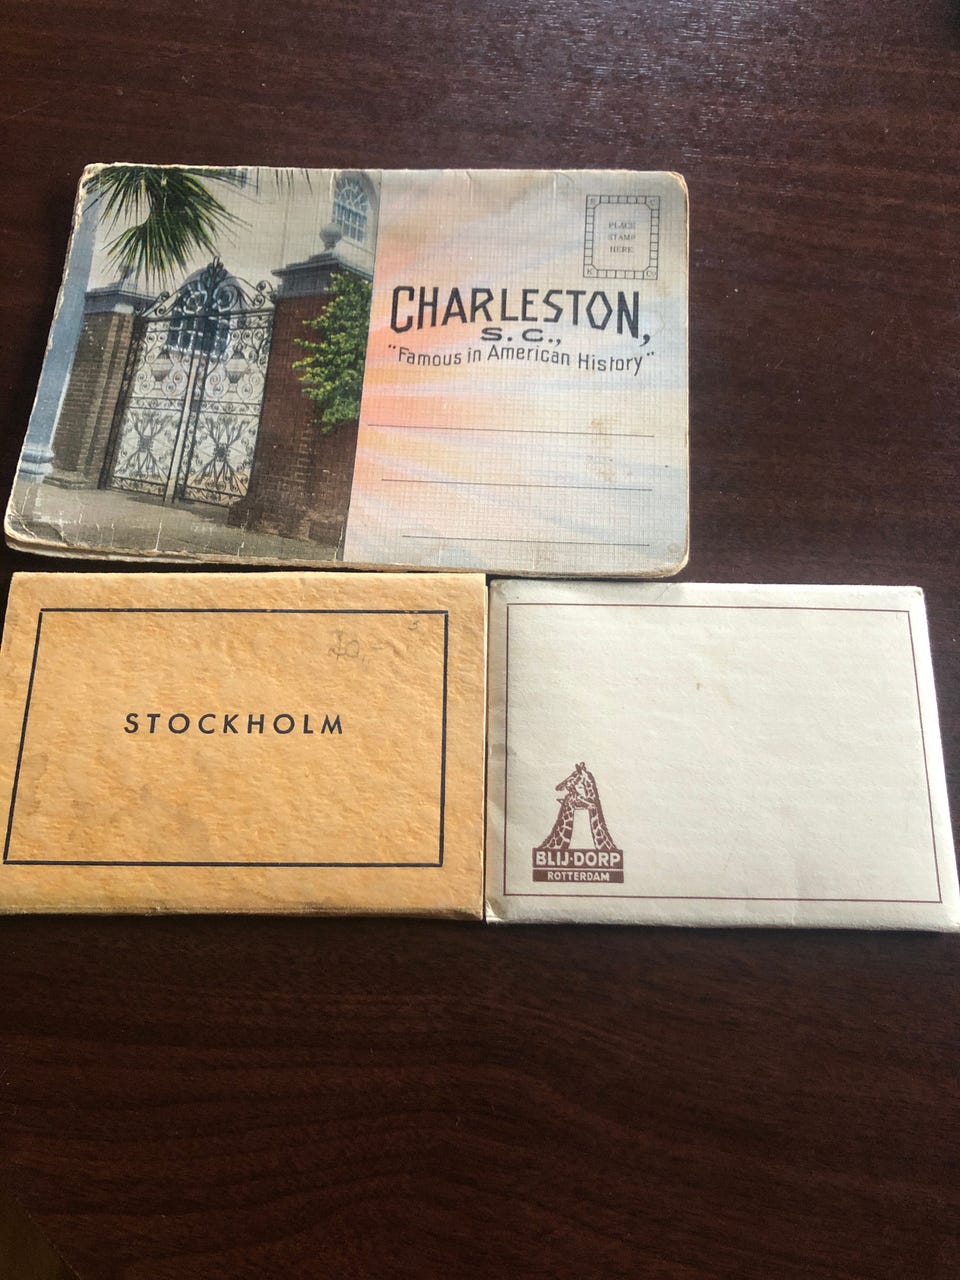 PLACE
STAMP
HERE
CHARLESTON,
S.C.,
"Famous in American History"
STOCKHOLM
BLIJ·DORP
ROTTERDAM